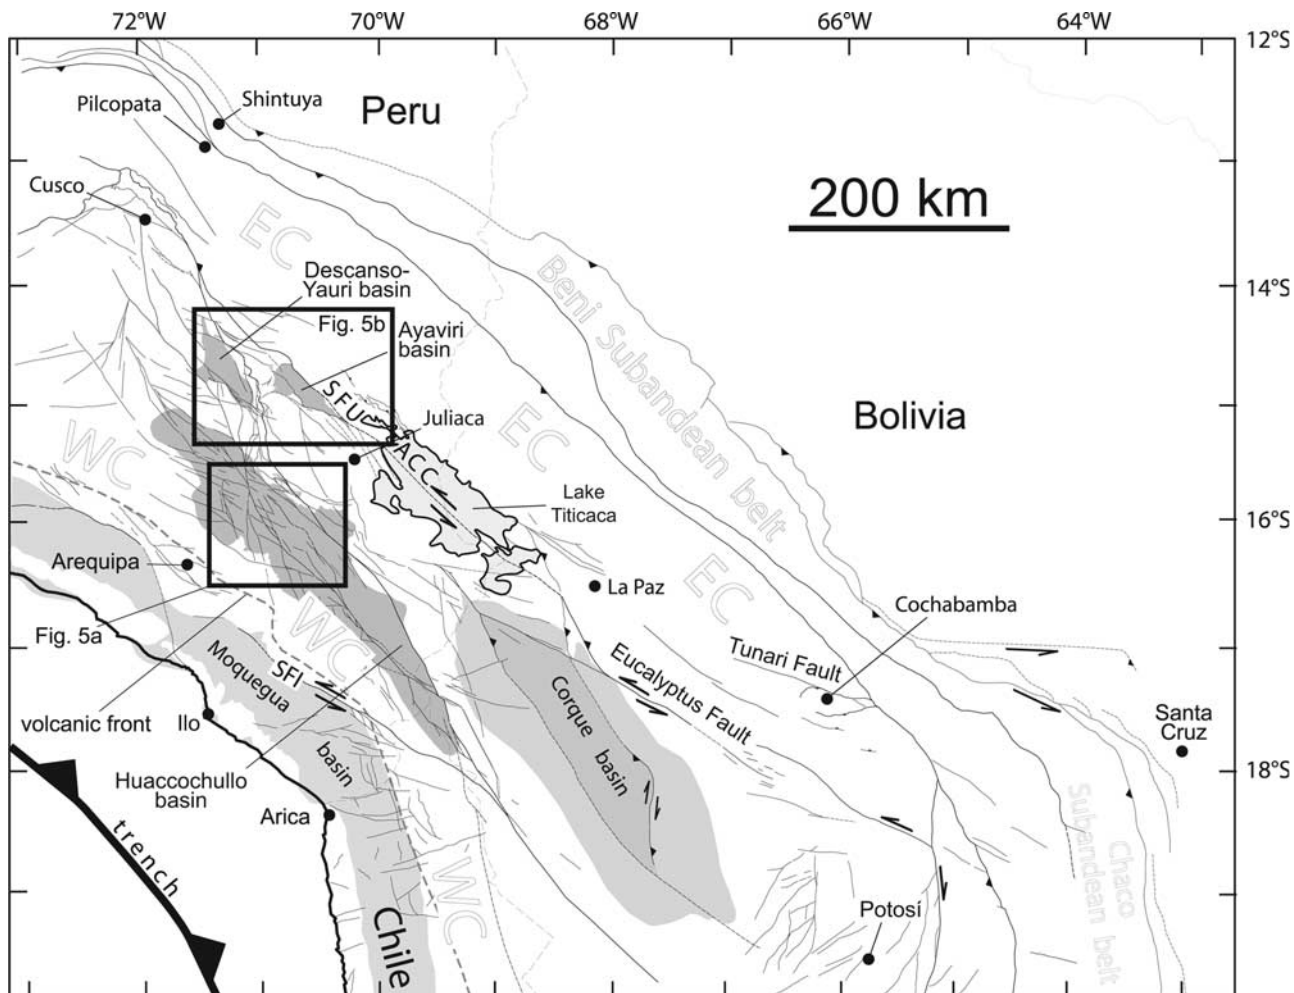 72°W 70°W 68°W 66°W 64°W
12°S
Peru
Shintuya
Pilcopata
Cusco
200 km
EC
Descanso-
Yauri basin
14°S
Beni Subandean belt
Fig. 5b
Ayaviri
basin
SFUACC
Juliaca
Bolivia
EC
WC
Lake
Titicaca
16°S
Arequipa
La Paz
EC
Cochabamba
Fig. 5a
WC
Moquegua
basin
SFI
Tunari Fault
Eucalyptus Fault
Corque basin
volcanic front
Ilo
Santa
Cruz
Huaccochullo
basin
18°S
Arica
trench
Subandean belt
Chaco
WC
Chile
Potosí